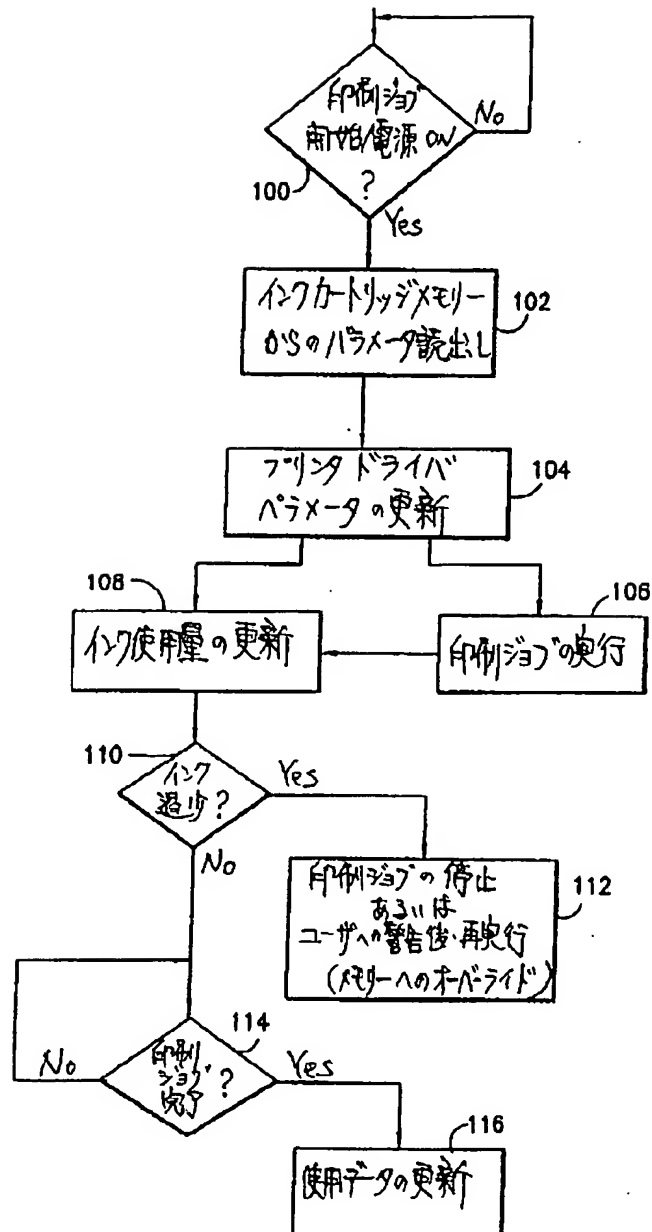 印刷ジョブ
開始/電源ON
?
No
100
Yes
インクカートリッジメモリー
からのパラメータ読出し
102
プリンタドライバ
パラメータの更新
104
108
インク使用量の更新
106
印刷ジョブの実行
110
インク
過少?
Yes
No
印刷ジョブの停止
あるいは
ユーザへの警告後・再実行
(メモリーへのオーバーライド)
112
114
印刷
ジョブ?
完了
No
Yes
116
使用データの更新